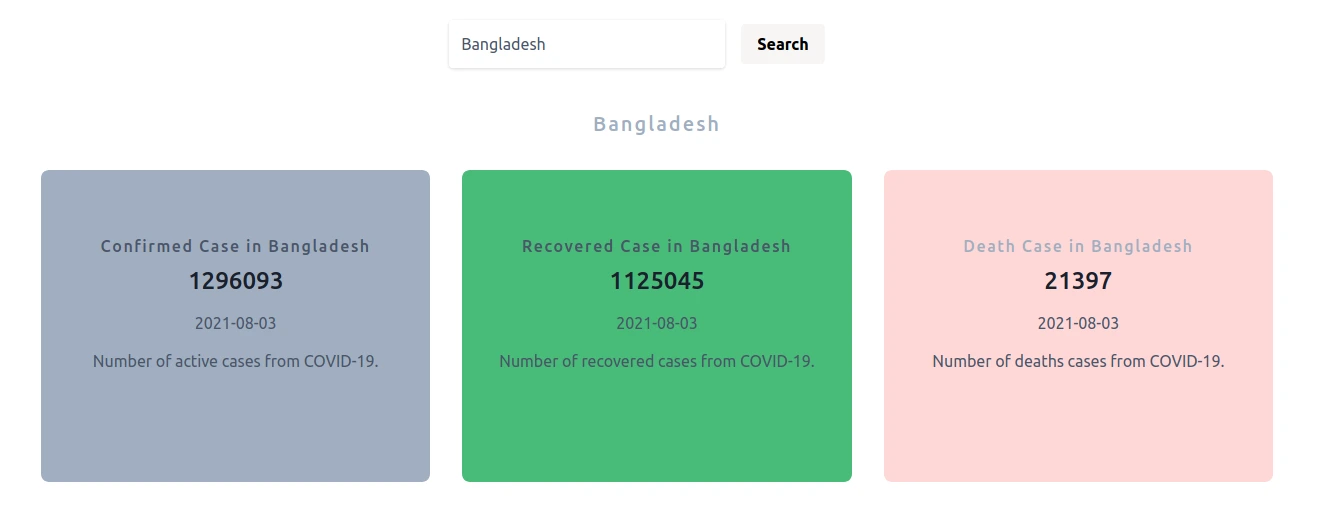 Bangladesh
Search
Bangladesh
Confirmed Case in Bangladesh
1296093
2021-08-03
Number of active cases from COVID-19.
Recovered Case in Bangladesh
1125045
2021-08-03
Number of recovered cases from COVID-19.
Death Case in Bangladesh
21397
2021-08-03
Number of deaths cases from COVID-19.